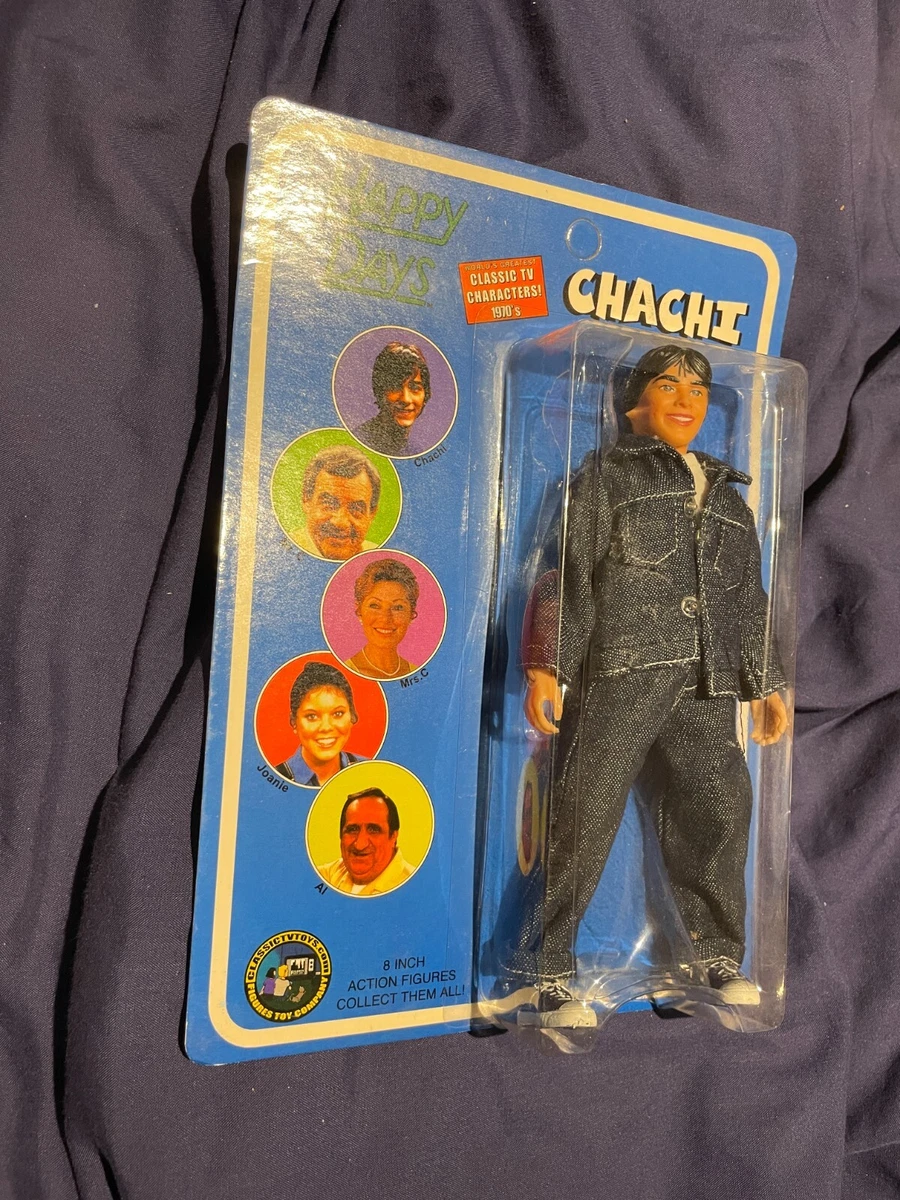 Happy
Days
WORLD'S GREATEST
CLASSIC TV
CHARACTERS!
1970's
CHACHI
Chachi
Mrs.C
Joanie
Al
CLASSICTVTOYS.com
FIGURES TOY COMPANY
8 INCH
ACTION FIGURES
COLLECT THEM ALL!